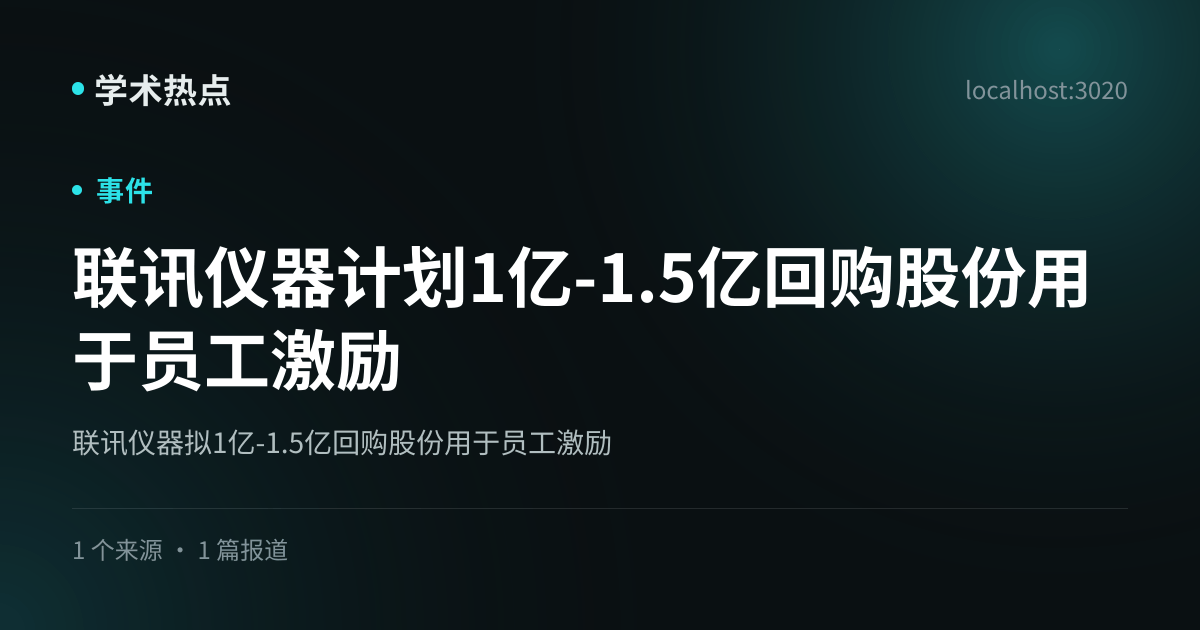 学术热点
localhost:3020
事件
联讯仪器计划1亿-1.5亿回购股份用
于员工激励
联讯仪器拟1亿-1.5亿回购股份用于员工激励
1 个来源 · 1 篇报道